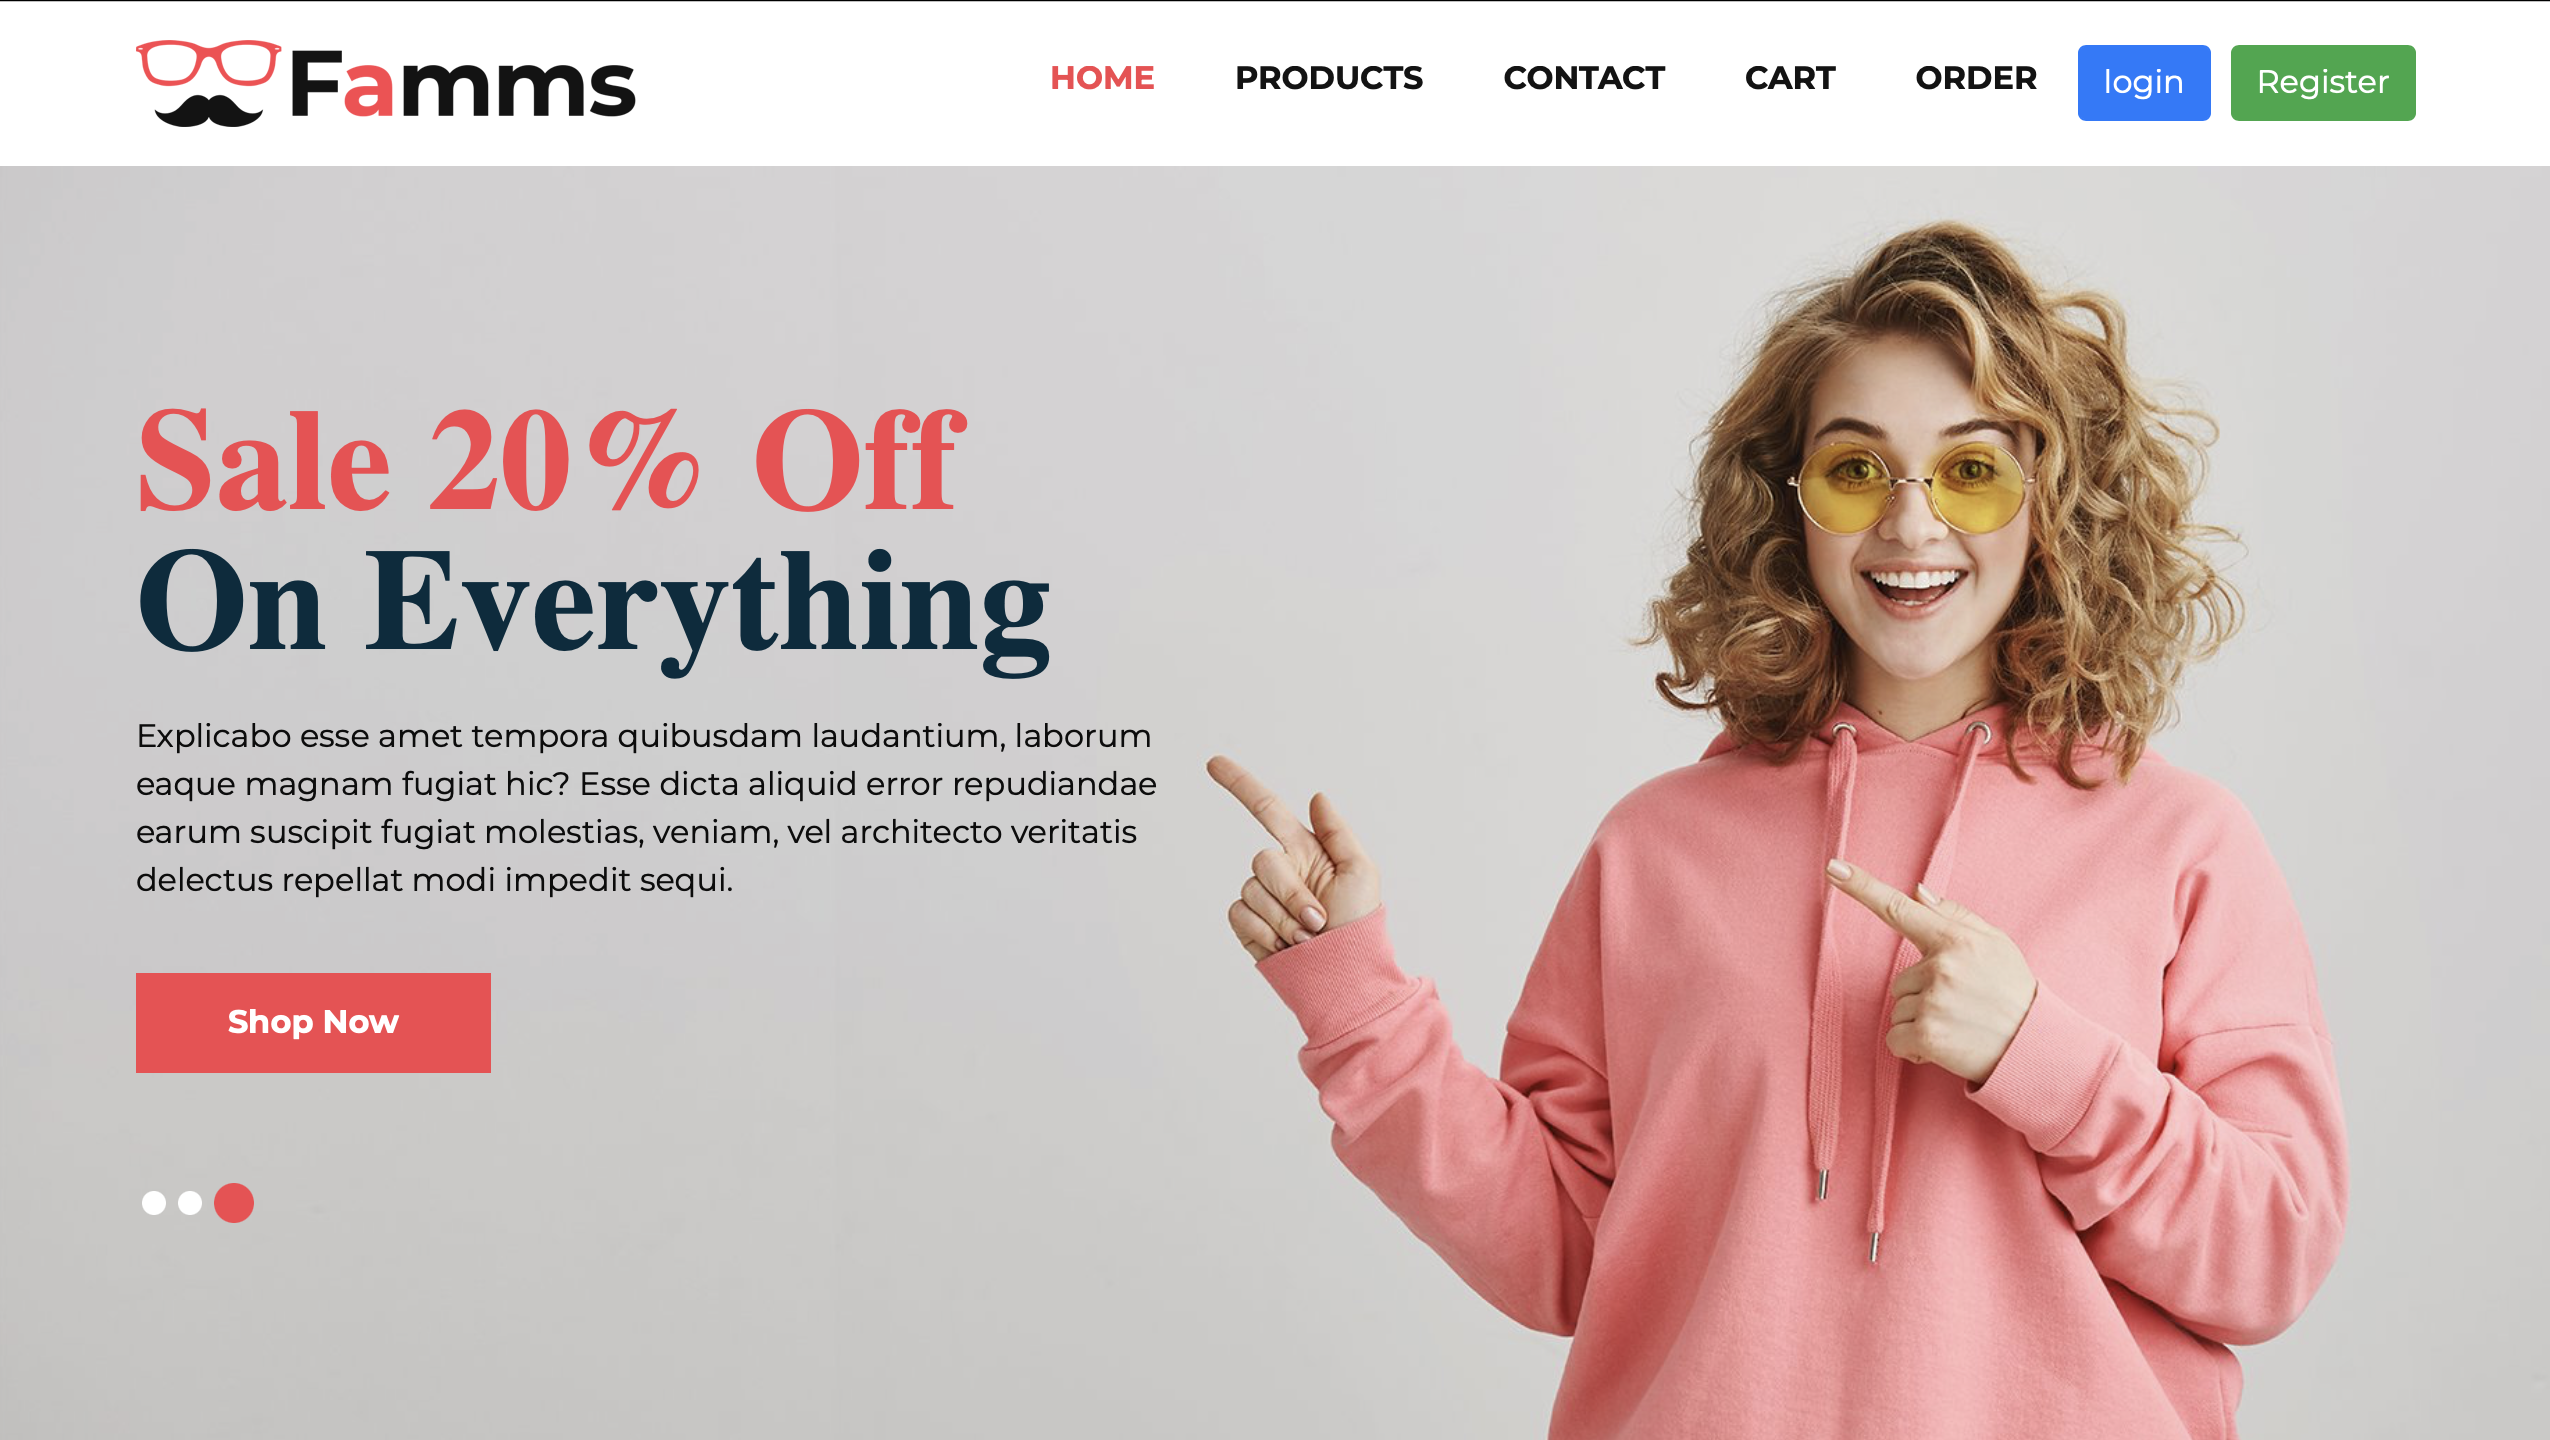 Famms
HOME PRODUCTS CONTACT CART ORDER login Register
Sale 20% Off
On Everything
Explicabo esse amet tempora quibusdam laudantium, laborum
eaque magnam fugiat hic? Esse dicta aliquid error repudiandae
earum suscipit fugiat molestias, veniam, vel architecto veritatis
delectus repellat modi impedit sequi.
Shop Now